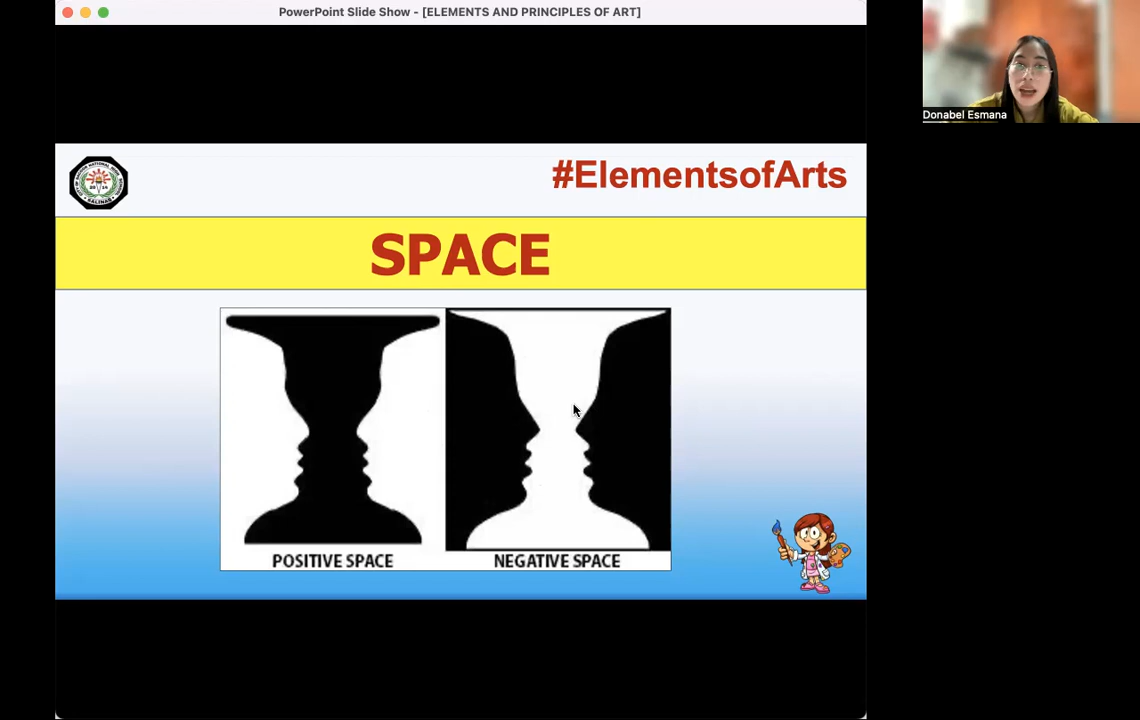 PowerPoint Slide Show - [ELEMENTS AND PRINCIPLES OF ART]
Donabel Esmana
#ElementsofArts
SPACE
POSITIVE SPACE
NEGATIVE SPACE